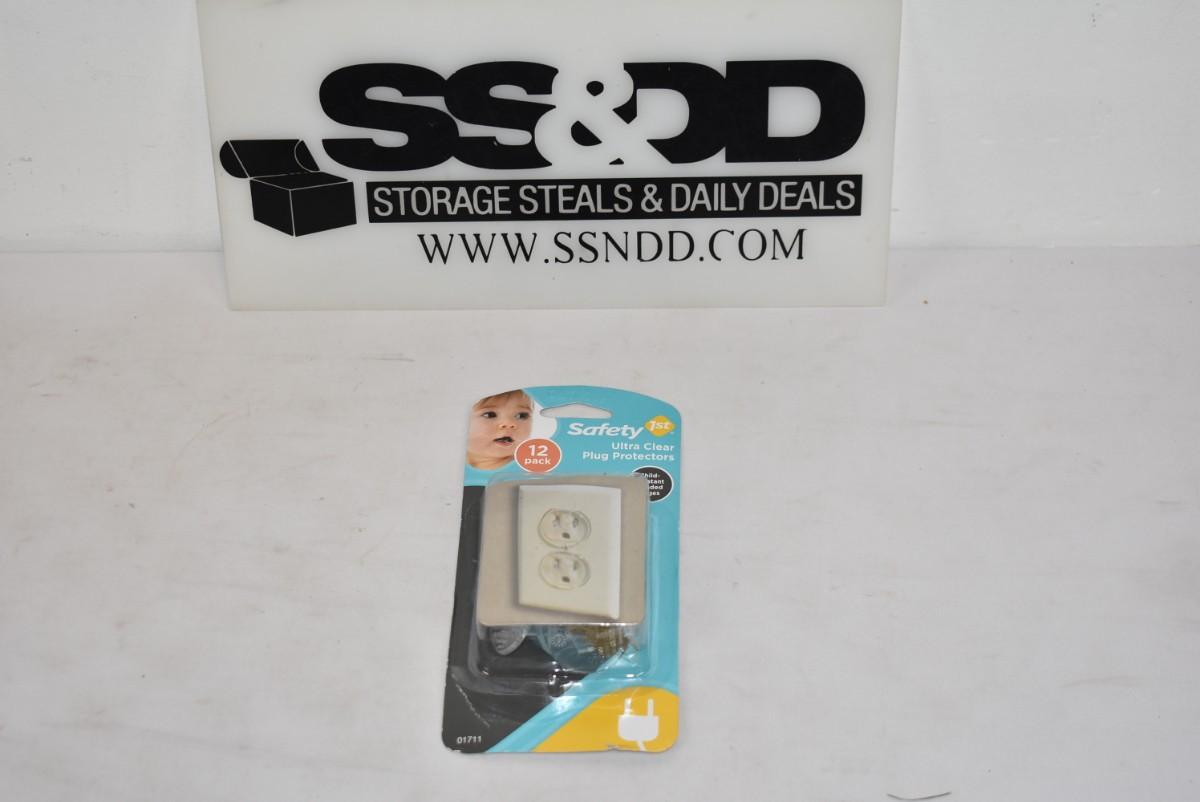 SS&DD
STORAGE STEALS & DAILY DEALS
WWW.SSNDD.COM
Safety 1st
Ultra Clear
Plug Protectors
12
pack
01711